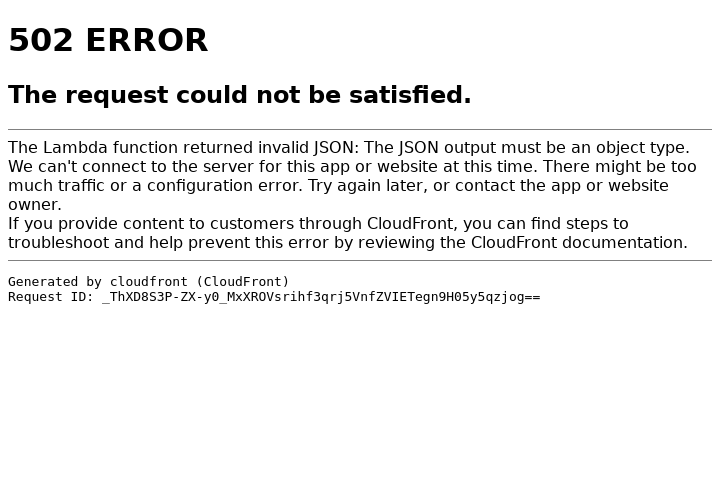 502 ERROR
The request could not be satisfied.
The Lambda function returned invalid JSON: The JSON output must be an object type.
We can't connect to the server for this app or website at this time. There might be too
much traffic or a configuration error. Try again later, or contact the app or website
owner.
If you provide content to customers through CloudFront, you can find steps to
troubleshoot and help prevent this error by reviewing the CloudFront documentation.
Generated by cloudfront (CloudFront)
Request ID: _ThXD8S3P-ZX-y0_MxXROVsrihf3qrj5VnfZVIETegn9H05y5qzjog==